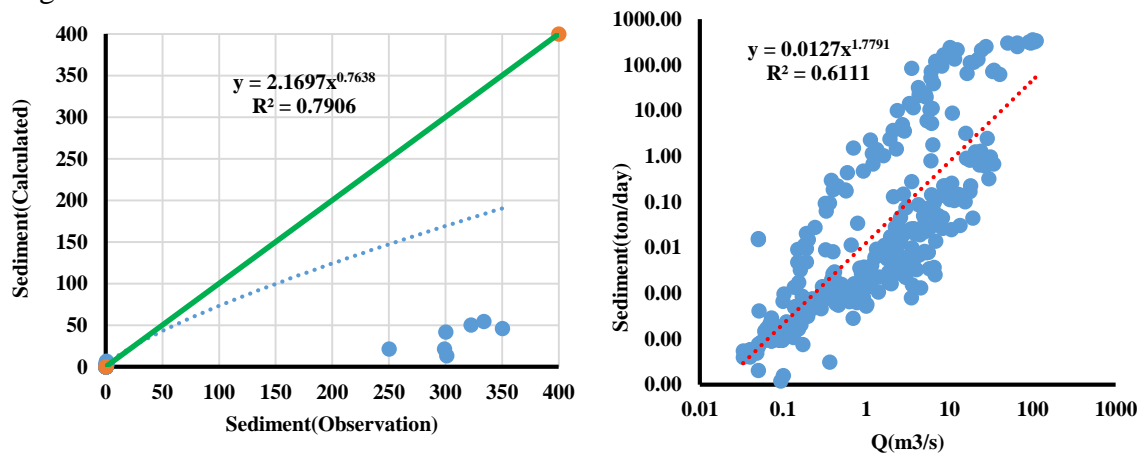 400
350
300
250
200
150
100
50
0
y = 2.1697x^0.7638
R² = 0.7906
Sediment(Calculated)
0 50 100 150 200 250 300 350 400
Sediment(Observation)
1000.00
100.00
10.00
1.00
0.10
0.01
0.00
0.00
0.00
y = 0.0127x^1.7791
R² = 0.6111
Sediment(ton/day)
0.01 0.1 1 10 100 1000
Q(m3/s)